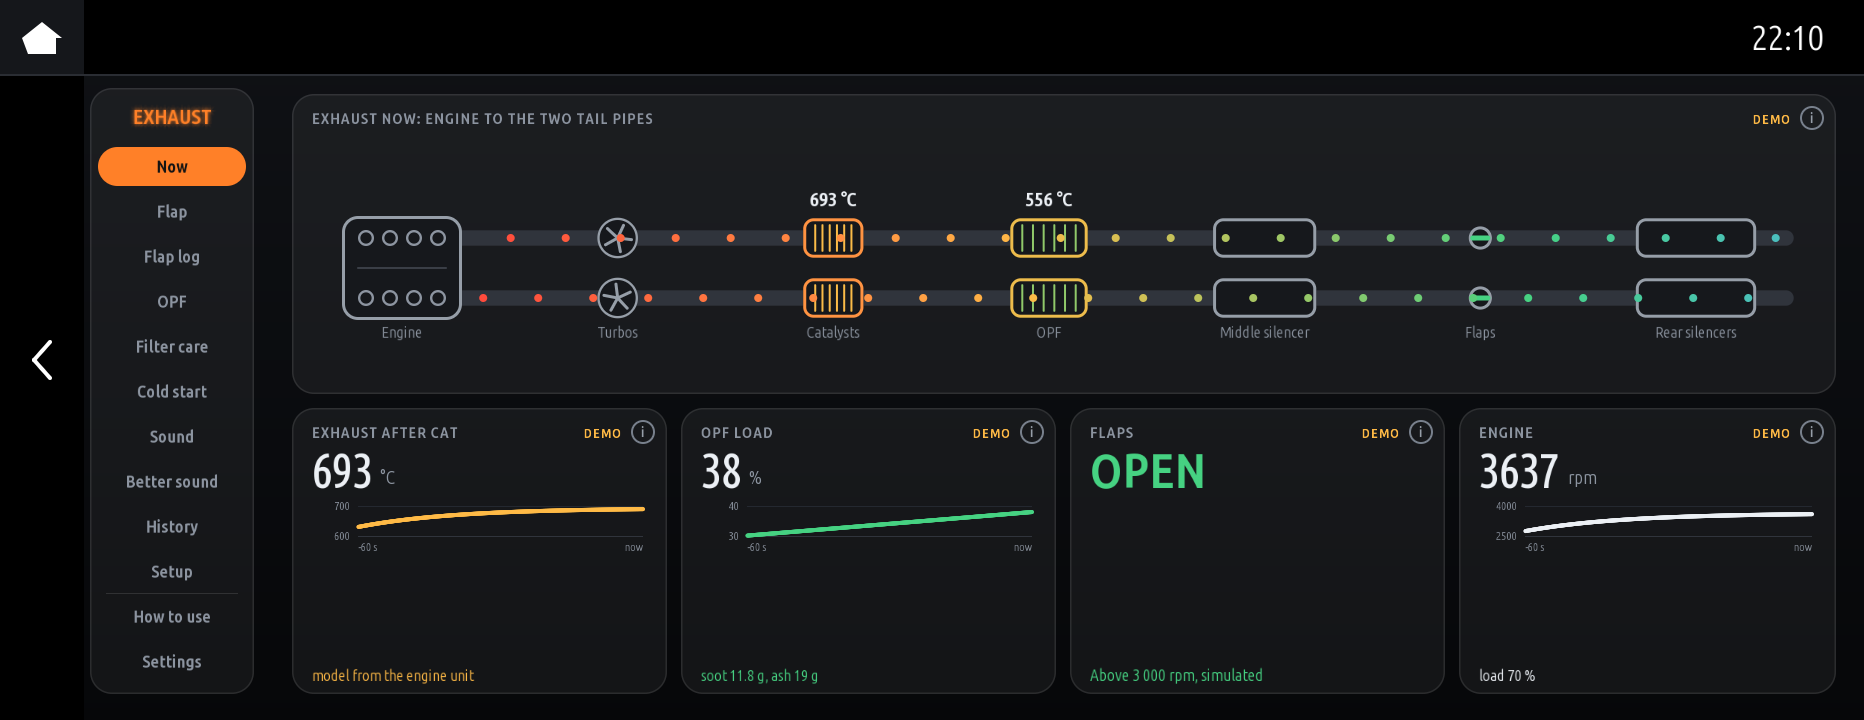 22:10
EXHAUST
Now
Flap
Flap log
OPF
Filter care
Cold start
Sound
Better sound
History
Setup
How to use
Settings
EXHAUST NOW: ENGINE TO THE TWO TAIL PIPES
DEMO i
693 °C
556 °C
Engine
Turbos
Catalysts
OPF
Middle silencer
Flaps
Rear silencers
EXHAUST AFTER CAT
DEMO i
693 °C
700
600
-60 s
now
model from the engine unit
OPF LOAD
DEMO i
38 %
40
30
-60 s
now
soot 11.8 g, ash 19 g
FLAPS
DEMO i
OPEN
Above 3 000 rpm, simulated
ENGINE
DEMO i
3637 rpm
4000
2500
-60 s
now
load 70 %